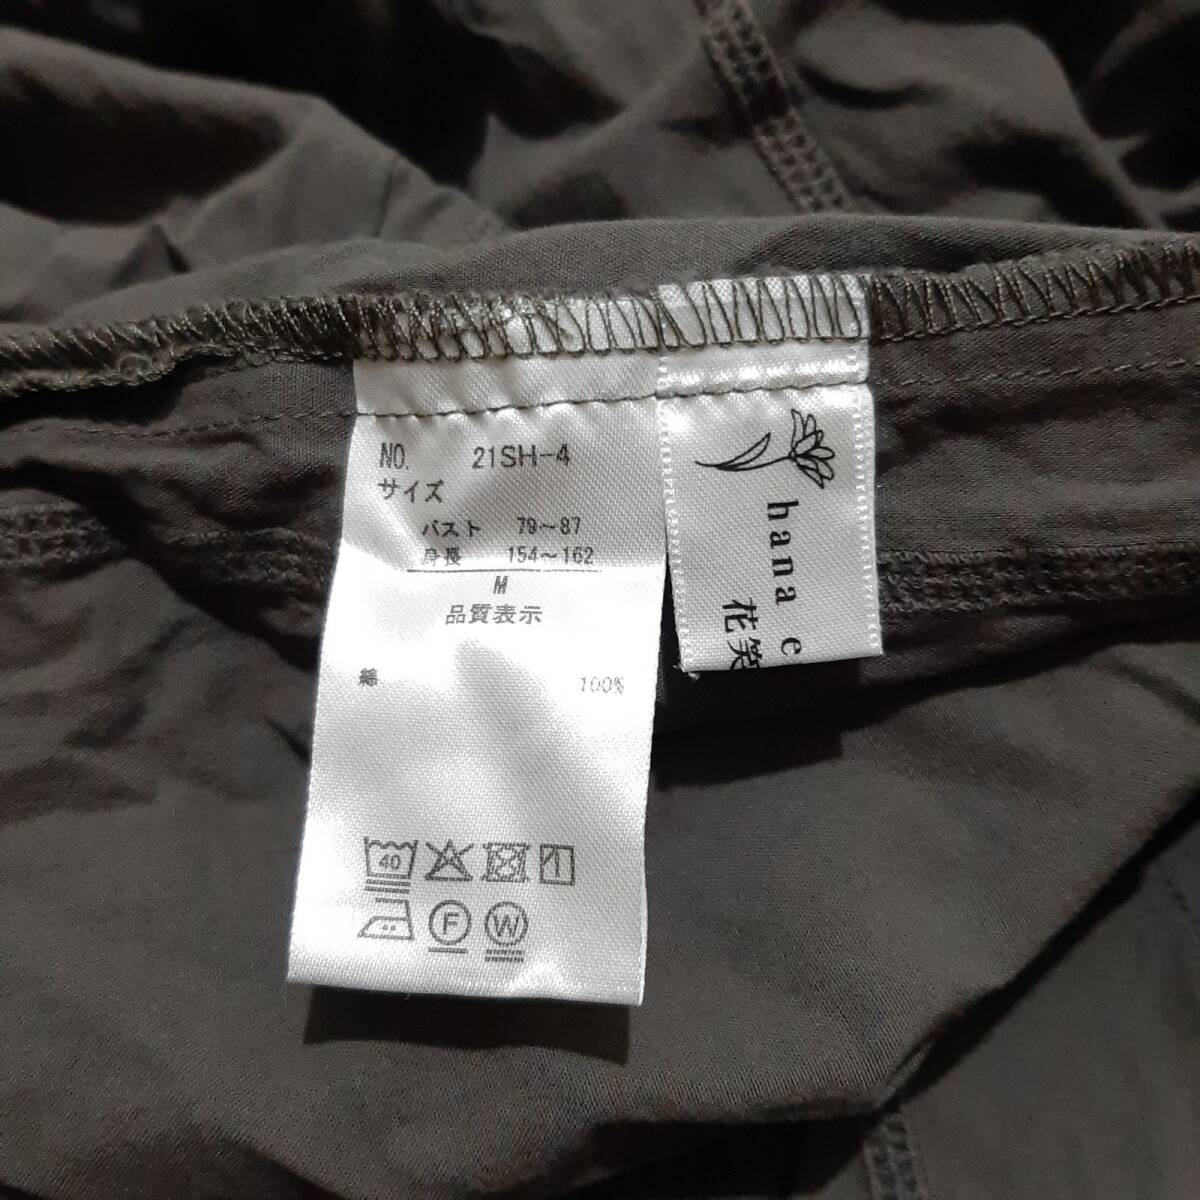 NO. 21SH-4
サイズ
バスト 79~87
身長 154~162
M
品質表示
綿 100%
40
F W
hana e
花笑